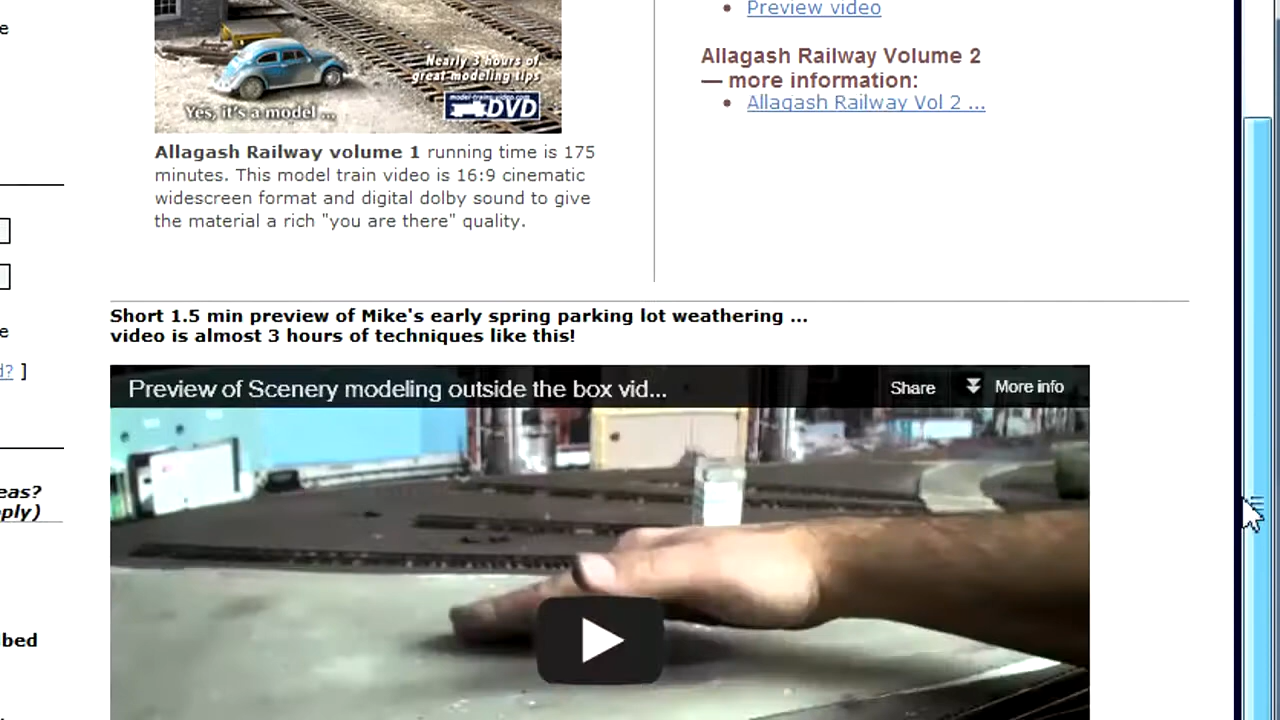 e
Preview video
Allagash Railway Volume 2
— more information:
Allagash Railway Vol 2 ...
Nearly 3 hours of
great modeling tips
model-trains-video.com
DVD
Yes, it's a model ...
Allagash Railway volume 1 running time is 175
minutes. This model train video is 16:9 cinematic
widescreen format and digital dolby sound to give
the material a rich "you are there" quality.
Short 1.5 min preview of Mike's early spring parking lot weathering ...
video is almost 3 hours of techniques like this!
e
d? ]
Preview of Scenery modeling outside the box vid...
Share
More info
eas?
ply)
bed